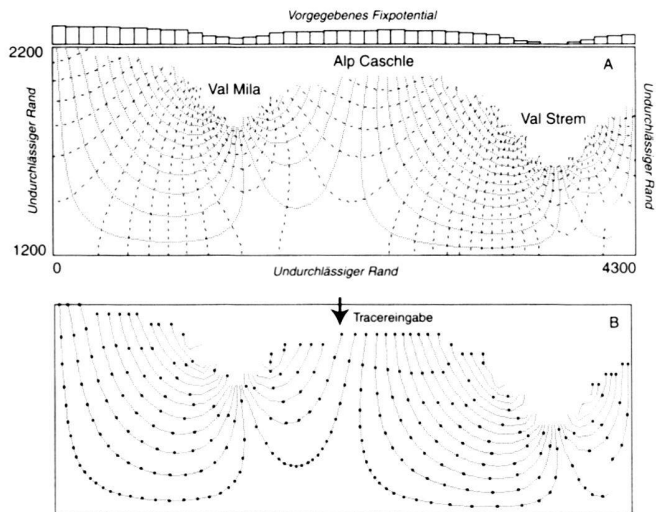 Vorgegebenes Fixpotential
2200
Alp Caschle
A
Val Mila
Val Strem
Undurchlässiger Rand
Undurchlässiger Rand
1200
0
Undurchlässiger Rand
4300
Tracereingabe
B